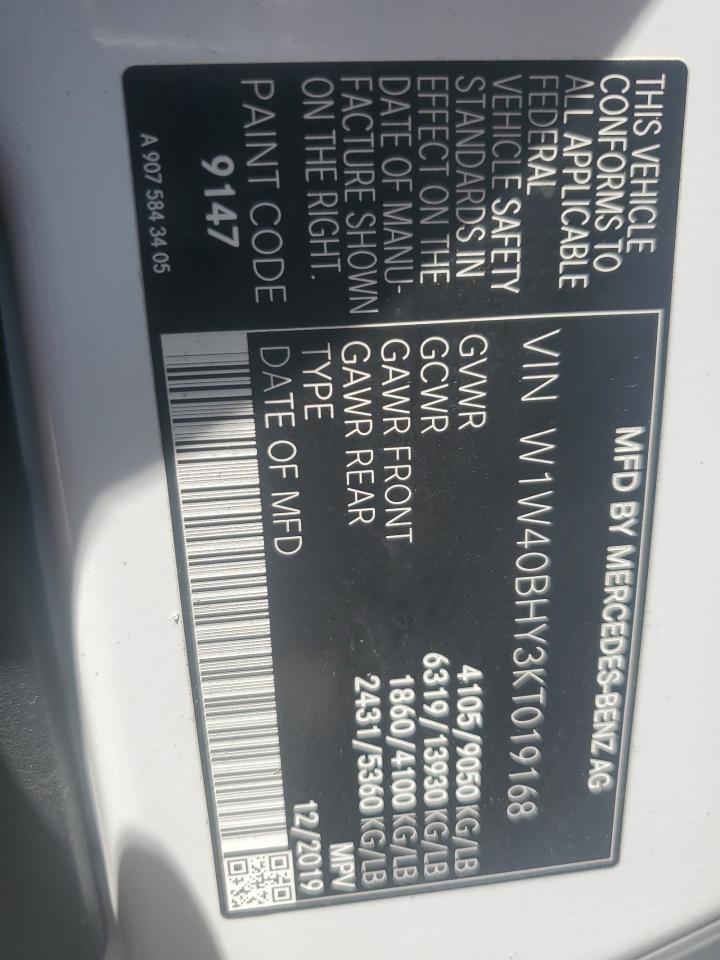 MFD BY MERCEDES-BENZ AG
THIS VEHICLE
CONFORMS TO
ALL APPLICABLE
FEDERAL
VEHICLE SAFETY
STANDARDS IN
EFFECT ON THE
DATE OF MANU-
FACTURE SHOWN
ON THE RIGHT.
PAINT CODE
9147
A 907 584 34 05
VIN W1W40BHY3KT019168
GVWR 4105/9050 KG/LB
GCWR 6319/13930 KG/LB
GAWR FRONT 1860/4100 KG/LB
GAWR REAR 2431/5360 KG/LB
TYPE MPV
DATE OF MFD 12/2019